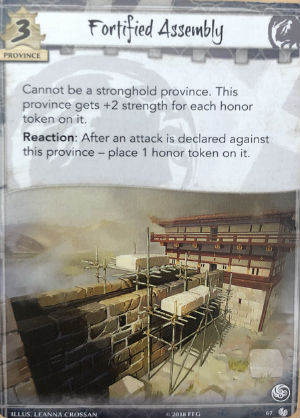 3
Fortified Assembly
PROVINCE
Cannot be a stronghold province. This
province gets +2 strength for each honor
token on it.
Reaction: After an attack is declared against
this province – place 1 honor token on it.
ILLUS. LEANNA CROSSAN
© 2018 FFG
67